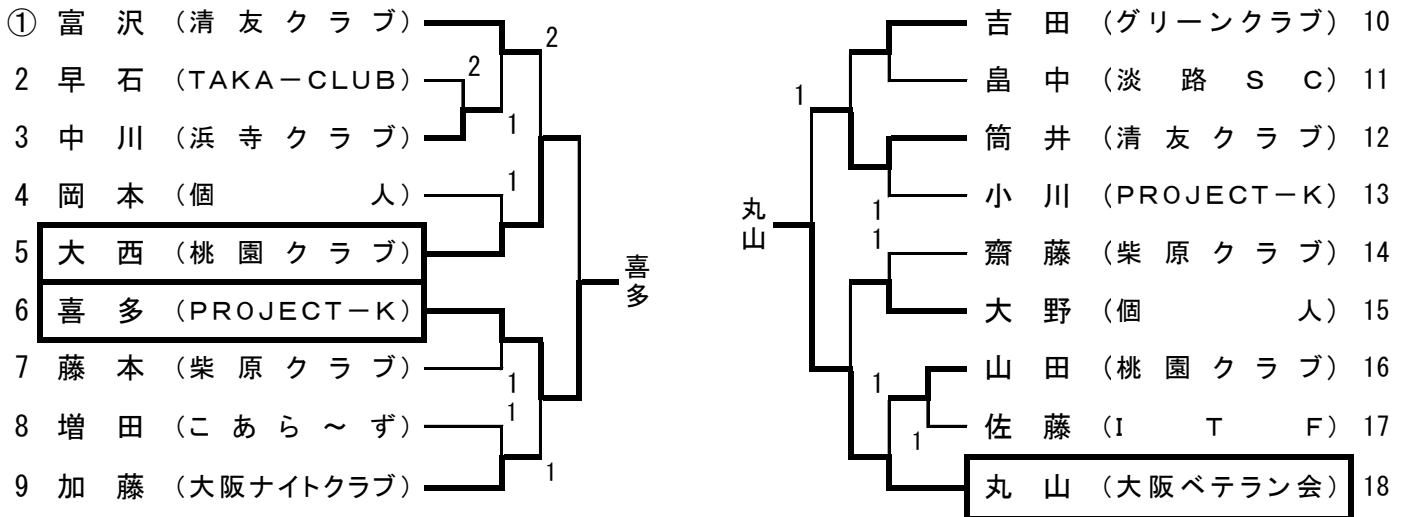 ① 富 沢 (清 友 ク ラ ブ)
2 早 石 (TAKA－CLUB)
3 中 川 (浜 寺 ク ラ ブ)
4 岡 本 (個 人)
5 大 西 (桃 園 ク ラ ブ)
6 喜 多 (PROJECT－K)
7 藤 本 (柴 原 ク ラ ブ)
8 増 田 (こ あ ら ～ ず)
9 加 藤 (大阪ナイトクラブ)
2
2
1
1
1
1
1
喜多
吉 田 (グリーンクラブ) 10
畠 中 (淡 路 S C) 11
筒 井 (清 友 ク ラ ブ) 12
小 川 (PROJECT－K) 13
齋 藤 (柴 原 ク ラ ブ) 14
大 野 (個 人) 15
山 田 (桃 園 ク ラ ブ) 16
佐 藤 (I T F) 17
丸 山 (大阪ベテラン会) 18
1
1
1
1
1
丸山